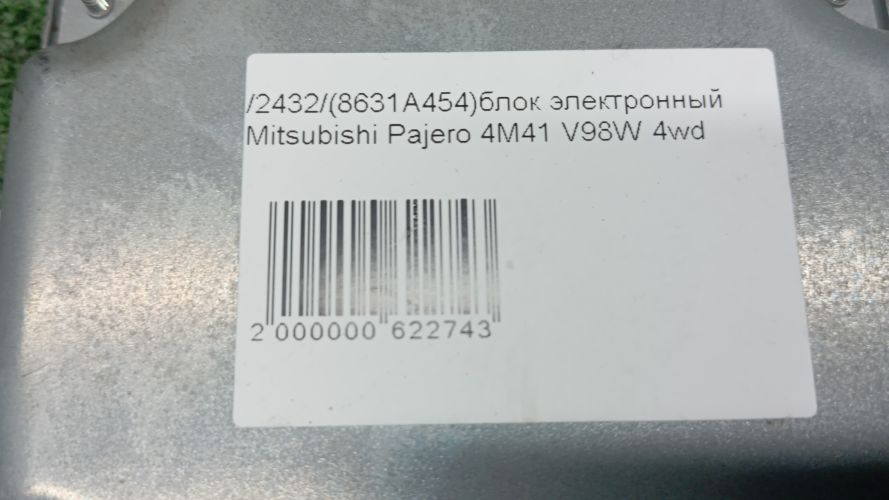 /2432/(8631A454)блок электронный
Mitsubishi Pajero 4M41 V98W 4wd
2 000000 622743